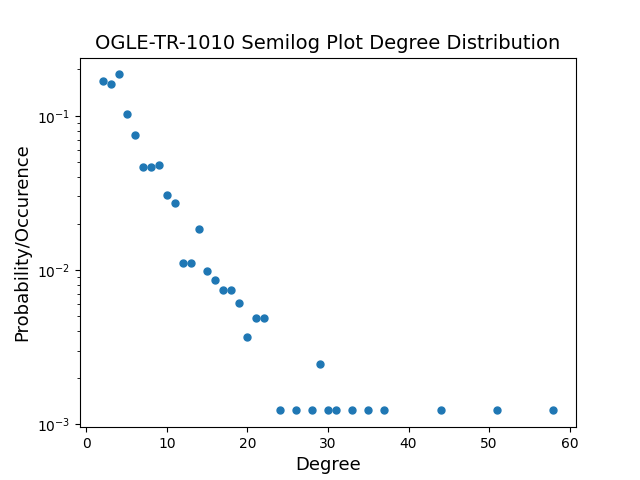 OGLE-TR-1010 Semilog Plot Degree Distribution
Probability/Occurence
10⁻¹
10⁻²
10⁻³
0 10 20 30 40 50 60
Degree